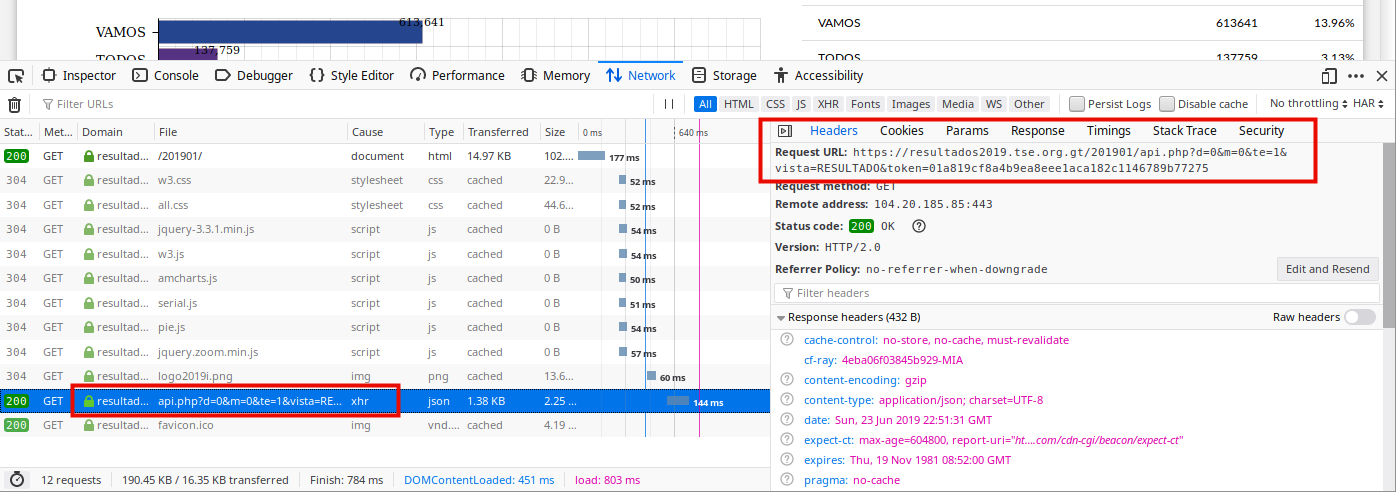 VAMOS 613,641 VAMOS 613641 13.96%
TODOS 137,759 TODOS 137759 3.13%
Inspector Console Debugger Style Editor Performance Memory Network Storage Accessibility
Filter URLs All HTML CSS JS XHR Fonts Images Media WS Other Persist Logs Disable cache No throttling HAR
Stat... Met... Domain File Cause Type Transferred Size 0 ms 640 ms
200 GET resultad... /201901/ document html 14.97 KB 102.... 177 ms
304 GET resultad... w3.css stylesheet css cached 22.9... 52 ms
304 GET resultad... all.css stylesheet css cached 44.6... 52 ms
304 GET resultad... jquery-3.3.1.min.js script js cached 0 B 54 ms
304 GET resultad... w3.js script js cached 0 B 54 ms
304 GET resultad... amcharts.js script js cached 0 B 50 ms
304 GET resultad... serial.js script js cached 0 B 51 ms
304 GET resultad... pie.js script js cached 0 B 54 ms
304 GET resultad... jquery.zoom.min.js script js cached 0 B 57 ms
304 GET resultad... logo2019i.png img png cached 13.6... 60 ms
200 GET resultad... api.php?d=0&m=0&te=1&vista=RE... xhr json 1.38 KB 2.25 ... 144 ms
200 GET resultad... favicon.ico img vnd.... cached 4.19 ...
12 requests 190.45 KB / 16.35 KB transferred Finish: 784 ms DOMContentLoaded: 451 ms load: 803 ms
Headers Cookies Params Response Timings Stack Trace Security
Request URL: https://resultados2019.tse.org.gt/201901/api.php?d=0&m=0&te=1&
vista=RESULTADO&token=01a819cf8a4b9ea8eee1aca182c1146789b77275
Request method: GET
Remote address: 104.20.185.85:443
Status code: 200 OK
Version: HTTP/2.0
Referrer Policy: no-referrer-when-downgrade Edit and Resend
Filter headers
Response headers (432 B) Raw headers
cache-control: no-store, no-cache, must-revalidate
cf-ray: 4eba06f03845b929-MIA
content-encoding: gzip
content-type: application/json; charset=UTF-8
date: Sun, 23 Jun 2019 22:51:31 GMT
expect-ct: max-age=604800, report-uri="ht....com/cdn-cgi/beacon/expect-ct"
expires: Thu, 19 Nov 1981 08:52:00 GMT
pragma: no-cache